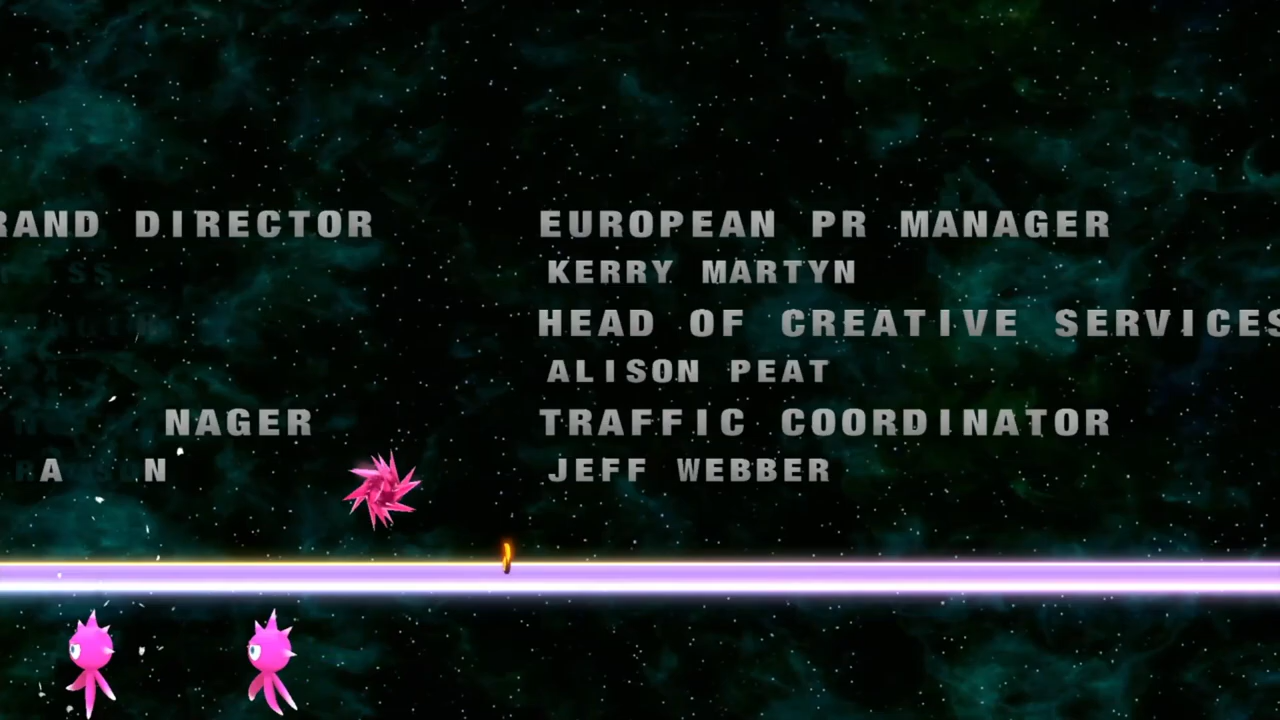 RAND DIRECTOR
NAGER
EUROPEAN PR MANAGER
KERRY MARTYN
HEAD OF CREATIVE SERVICES
ALISON PEAT
TRAFFIC COORDINATOR
JEFF WEBBER